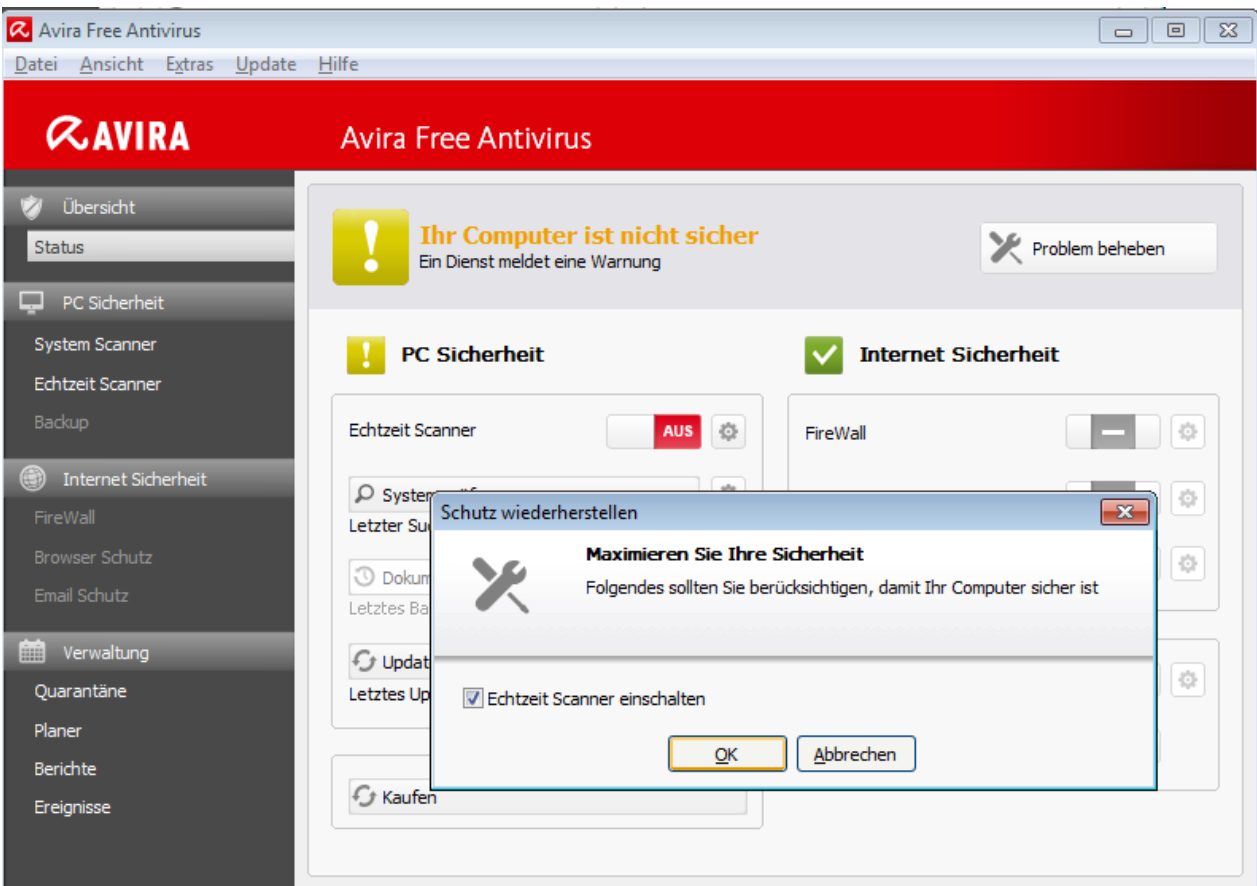 Avira Free Antivirus
Datei Ansicht Extras Update Hilfe
AVIRA
Avira Free Antivirus
Übersicht
Status
PC Sicherheit
System Scanner
Echtzeit Scanner
Backup
Internet Sicherheit
FireWall
Browser Schutz
Email Schutz
Verwaltung
Quarantäne
Planer
Berichte
Ereignisse
Ihr Computer ist nicht sicher
Ein Dienst meldet eine Warnung
Problem beheben
PC Sicherheit
Echtzeit Scanner AUS
Letzter
Letztes
Letztes
Kaufen
Internet Sicherheit
FireWall
Schutz wiederherstellen
Maximieren Sie Ihre Sicherheit
Folgendes sollten Sie berücksichtigen, damit Ihr Computer sicher ist
Echtzeit Scanner einschalten
OK
Abbrechen